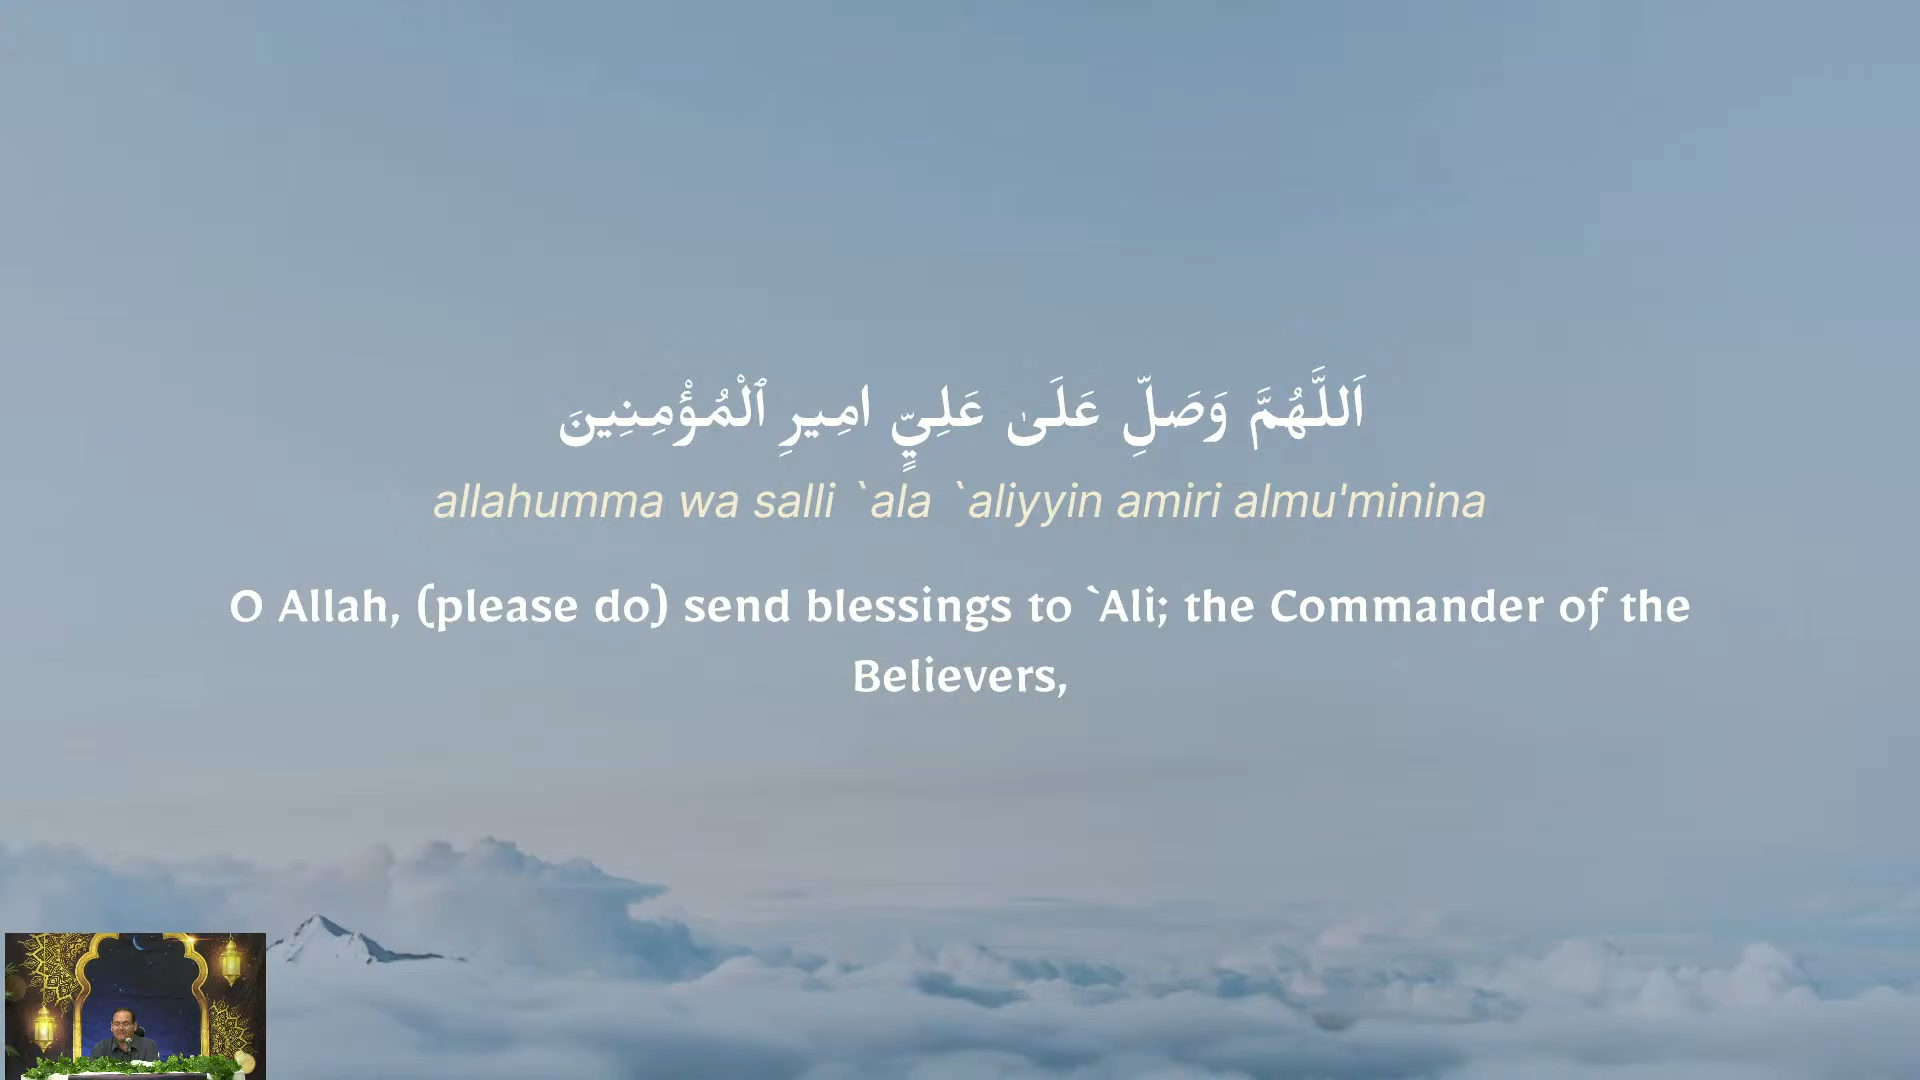 اَللَّهُمَّ وَصَلِّ عَلَىٰ عَلِيٍّ امِيرِ ٱلْمُؤْمِنِينَ
allahumma wa salli `ala `aliyyin amiri almu'minina
O Allah, (please do) send blessings to `Ali; the Commander of the
Believers,